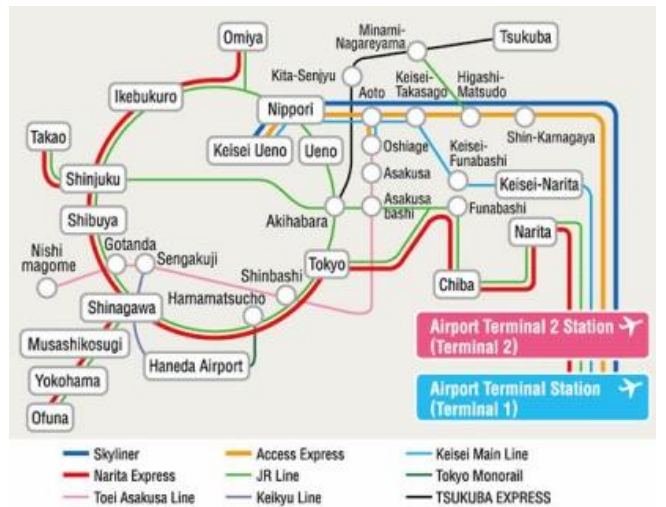 Omiya
Minami-
Nagareyama
Tsukuba
Kita-Senjyu
Ikebukuro
Nippori
Aoto
Keisei-
Takasago
Higashi-
Matsudo
Takao
Keisei Ueno
Ueno
Oshiage
Shin-Kamagaya
Shinjuku
Asakusa
Keisei-
Funabashi
Keisei-Narita
Shibuya
Akihabara
Asakusa
bashi
Funabashi
Nishi
magome
Gotanda
Sengakuji
Tokyo
Narita
Shinbashi
Chiba
Shinagawa
Hamamatsucho
Musashikosugi
Haneda Airport
Yokohama
Ofuna
Airport Terminal 2 Station
(Terminal 2)
Airport Terminal Station
(Terminal 1)
Skyliner
Access Express
Keisei Main Line
Narita Express
JR Line
Tokyo Monorail
Toei Asakusa Line
Keikyu Line
TSUKUBA EXPRESS